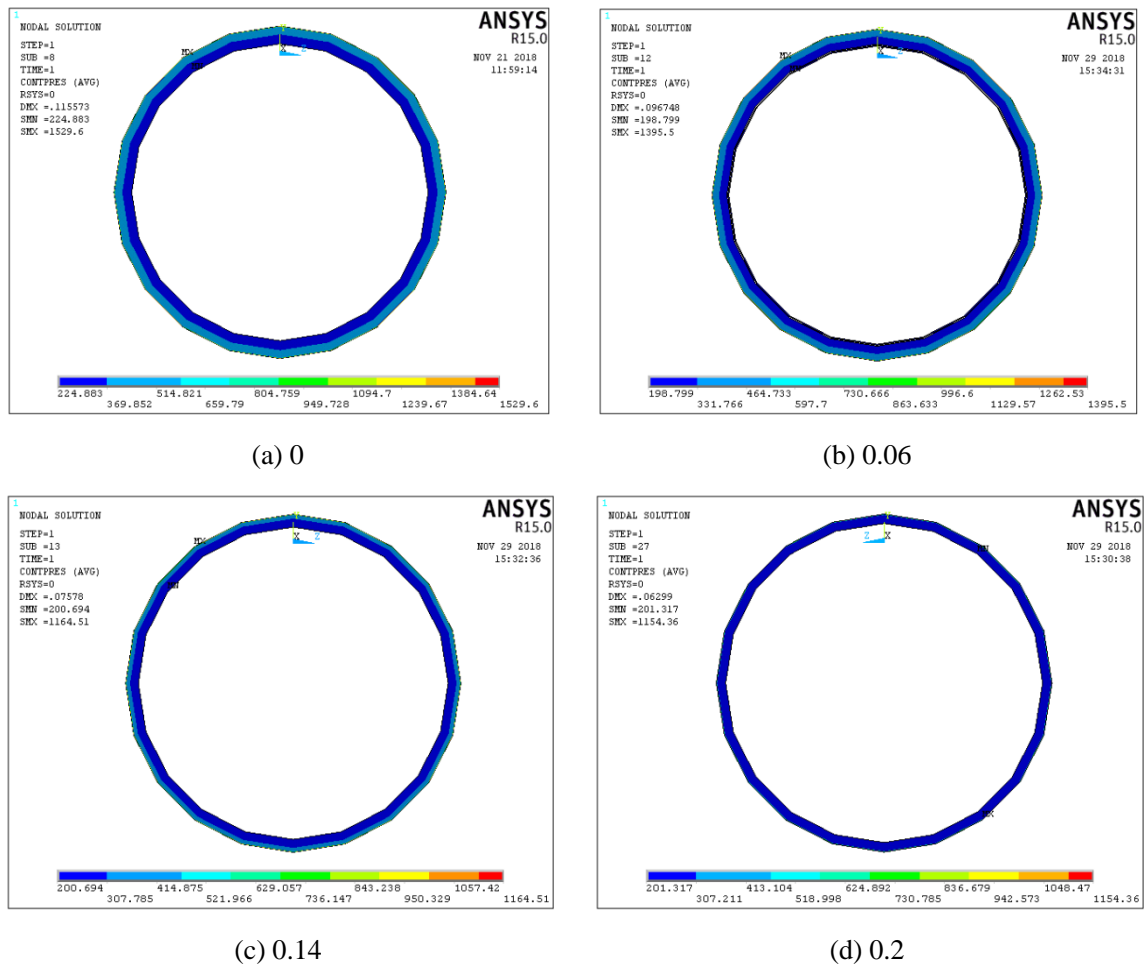 1
NODAL SOLUTION
STEP=1
SUB =8
TIME=1
CONTPRES (AVG)
RSYS=0
DMX =.115573
SMN =224.883
SMX =1529.6
ANSYS
R15.0
NOV 21 2018
11:59:14
MX
MN
Y
X
Z
224.883 514.821 804.759 1094.7 1384.64
369.852 659.79 949.728 1239.67 1529.6
(a) 0
1
NODAL SOLUTION
STEP=1
SUB =12
TIME=1
CONTPRES (AVG)
RSYS=0
DMX =.096748
SMN =198.799
SMX =1395.5
ANSYS
R15.0
NOV 29 2018
15:34:31
MX
MN
Z
198.799 464.733 730.666 996.6 1262.53
331.766 597.7 863.633 1129.57 1395.5
(b) 0.06
1
NODAL SOLUTION
STEP=1
SUB =13
TIME=1
CONTPRES (AVG)
RSYS=0
DMX =.07578
SMN =200.694
SMX =1164.51
ANSYS
R15.0
NOV 29 2018
15:32:36
MX
MN
X
Z
200.694 414.875 629.057 843.238 1057.42
307.785 521.966 736.147 950.329 1164.51
(c) 0.14
1
NODAL SOLUTION
STEP=1
SUB =27
TIME=1
CONTPRES (AVG)
RSYS=0
DMX =.06299
SMN =201.317
SMX =1154.36
ANSYS
R15.0
NOV 29 2018
15:30:38
MN
Z
X
MX
201.317 413.104 624.892 836.679 1048.47
307.211 518.998 730.785 942.573 1154.36
(d) 0.2